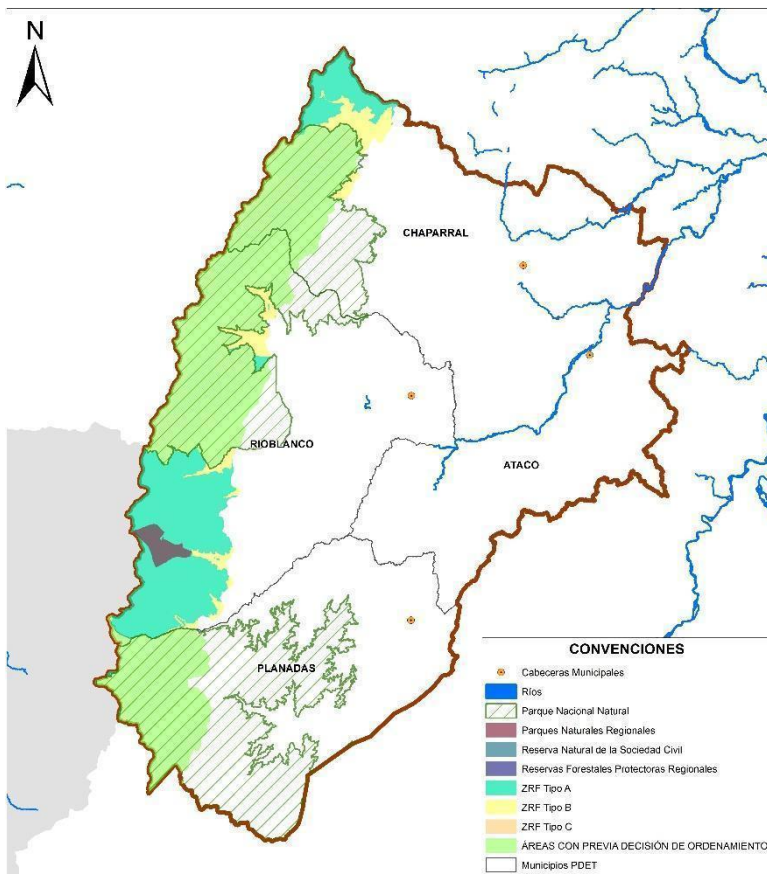 N
CHAPARRAL
RIOBLANCO
ATACO
PLANADAS
CONVENCIONES
Cabeceras Municipales
Ríos
Parque Nacional Natural
Parques Naturales Regionales
Reserva Natural de la Sociedad Civil
Reservas Forestales Protectoras Regionales
ZRF Tipo A
ZRF Tipo B
ZRF Tipo C
ÁREAS CON PREVIA DECISIÓN DE ORDENAMIENTO
Municipios PDET